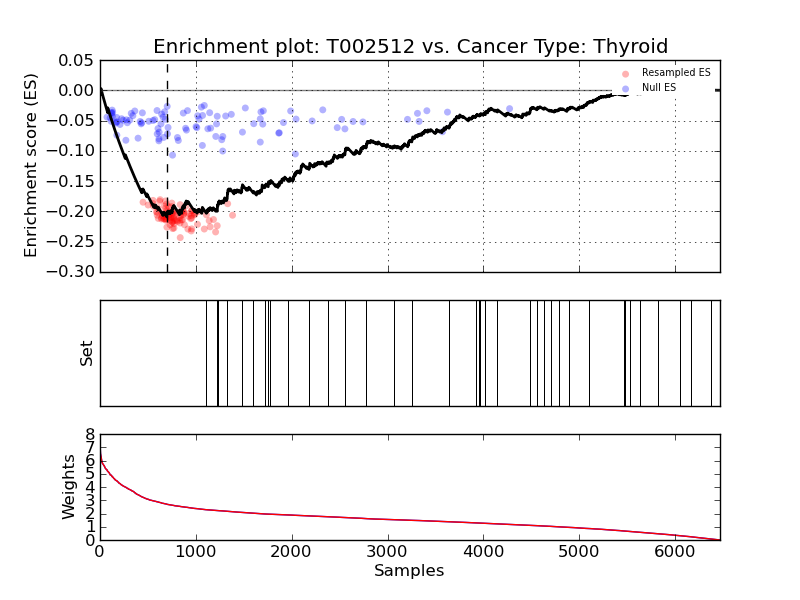 Enrichment plot: T002512 vs. Cancer Type: Thyroid
Enrichment score (ES)
0.05
0.00
−0.05
−0.10
−0.15
−0.20
−0.25
−0.30
Resampled ES
Null ES
Set
Weights
8
7
6
5
4
3
2
1
0
0 1000 2000 3000 4000 5000 6000
Samples